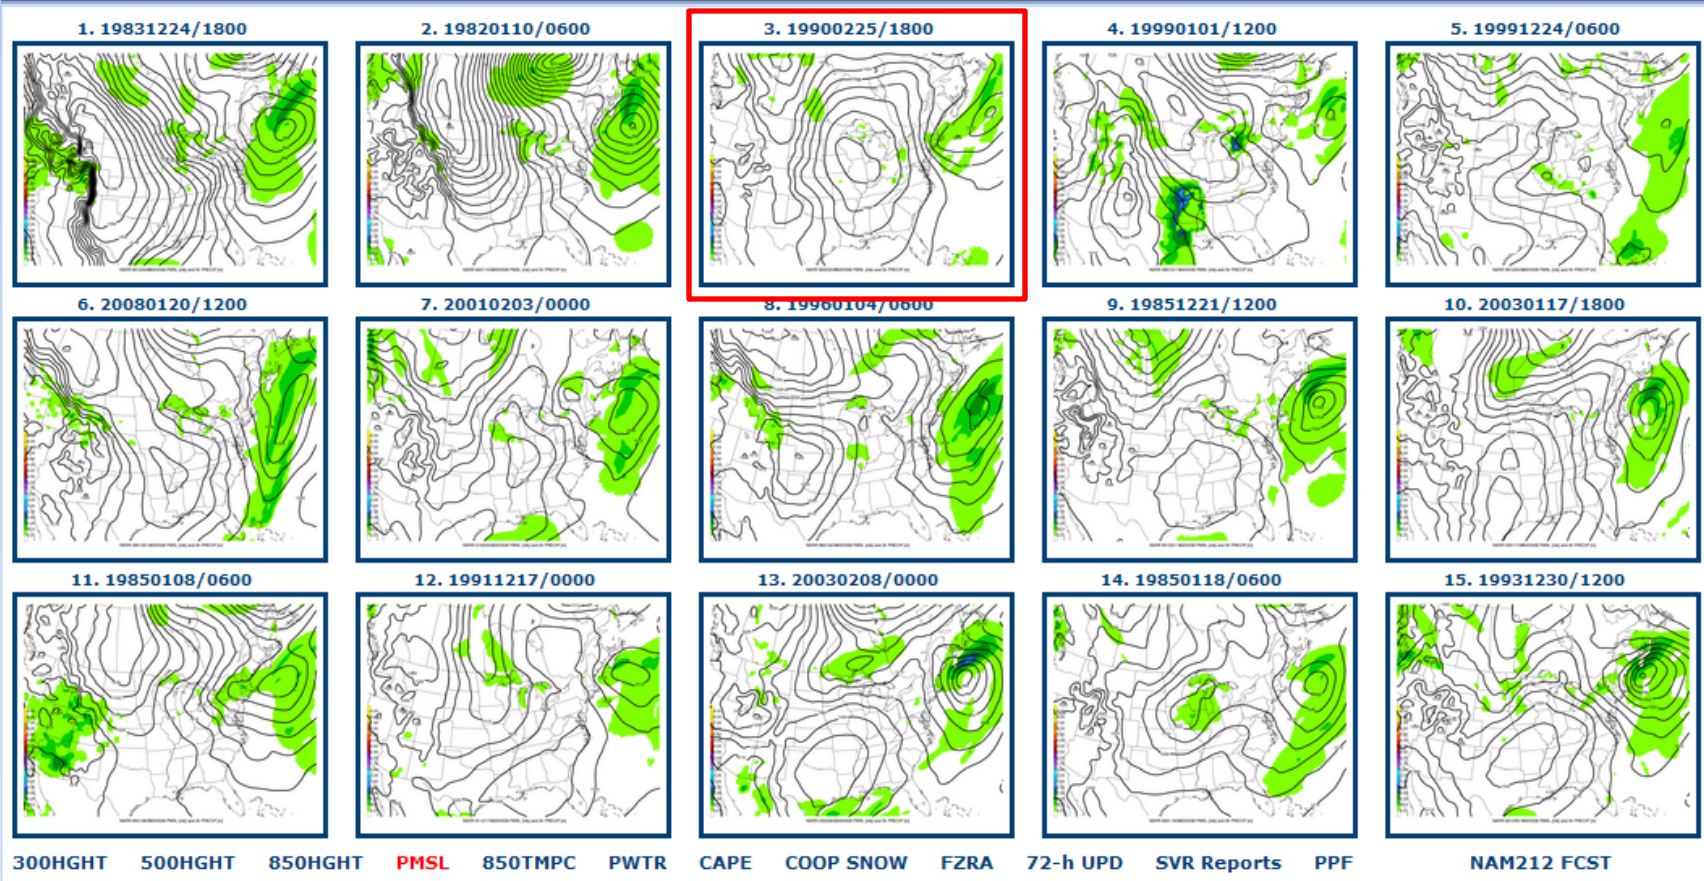 1. 19831224/1800 2. 19820110/0600 3. 19900225/1800 4. 19990101/1200 5. 19991224/0600
6. 20080120/1200 7. 20010203/0000 8. 19960104/0600 9. 19851221/1200 10. 20030117/1800
11. 19850108/0600 12. 19911217/0000 13. 20030208/0000 14. 19850118/0600 15. 19931230/1200
300HGHT 500HGHT 850HGHT PMSL 850TMPC PWTR CAPE COOP SNOW FZRA 72-h UPD SVR Reports PPF NAM212 FCST